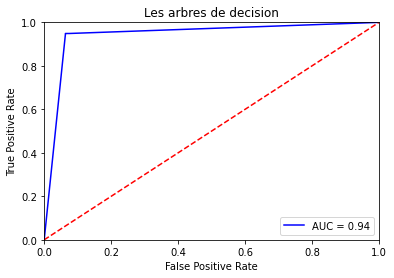 Les arbres de decision
1.0
0.8
0.6
0.4
0.2
0.0
True Positive Rate
AUC = 0.94
0.0 0.2 0.4 0.6 0.8 1.0
False Positive Rate